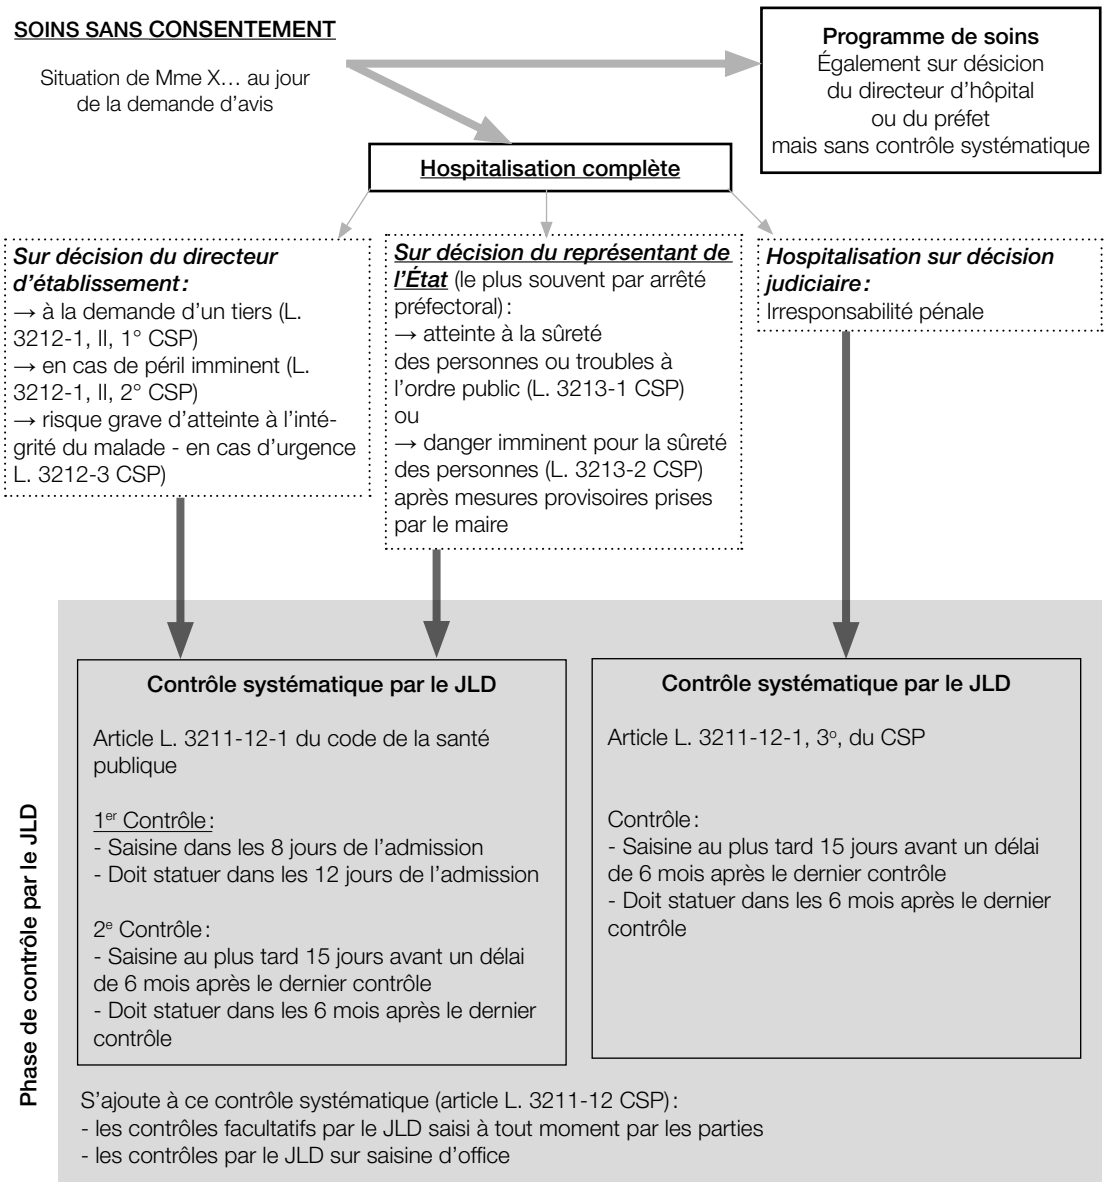 SOINS SANS CONSENTEMENT
Situation de Mme X… au jour
de la demande d’avis
Programme de soins
Également sur désicion
du directeur d’hôpital
ou du préfet
mais sans contrôle systématique
Hospitalisation complète
Sur décision du directeur
d’établissement :
→ à la demande d’un tiers (L.
3212-1, II, 1° CSP)
→ en cas de péril imminent (L.
3212-1, II, 2° CSP)
→ risque grave d’atteinte à l’inté-
grité du malade - en cas d’urgence
L. 3212-3 CSP)
Sur décision du représentant de
l’État (le plus souvent par arrêté
préfectoral) :
→ atteinte à la sûreté
des personnes ou troubles à
l’ordre public (L. 3213-1 CSP)
ou
→ danger imminent pour la sûreté
des personnes (L. 3213-2 CSP)
après mesures provisoires prises
par le maire
Hospitalisation sur décision
judiciaire :
Irresponsabilité pénale
Phase de contrôle par le JLD
Contrôle systématique par le JLD
Article L. 3211-12-1 du code de la santé
publique
1er Contrôle :
- Saisine dans les 8 jours de l’admission
- Doit statuer dans les 12 jours de l’admission
2e Contrôle :
- Saisine au plus tard 15 jours avant un délai
de 6 mois après le dernier contrôle
- Doit statuer dans les 6 mois après le dernier
contrôle
Contrôle systématique par le JLD
Article L. 3211-12-1, 3o, du CSP
Contrôle :
- Saisine au plus tard 15 jours avant un délai
de 6 mois après le dernier contrôle
- Doit statuer dans les 6 mois après le dernier
contrôle
S’ajoute à ce contrôle systématique (article L. 3211-12 CSP) :
- les contrôles facultatifs par le JLD saisi à tout moment par les parties
- les contrôles par le JLD sur saisine d’office